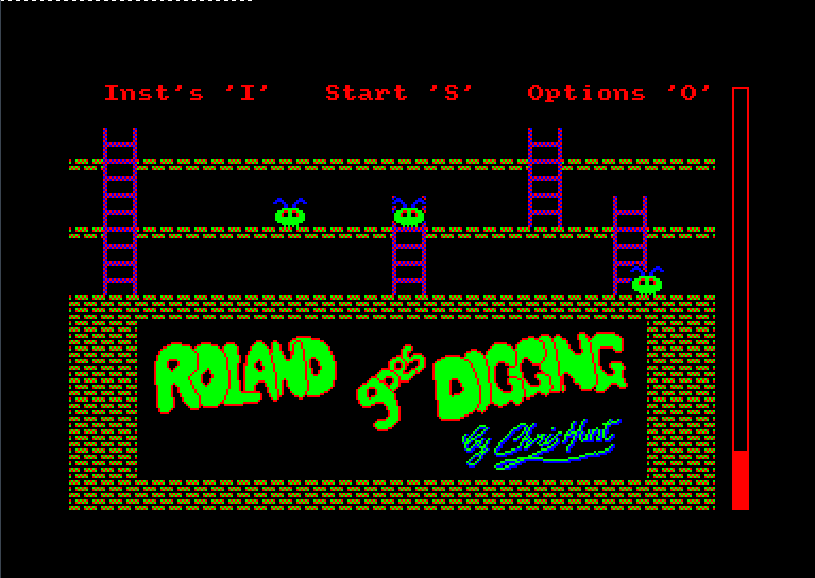 Inst's 'I' Start 'S' Options 'O'
ROLAND goes DIGGING
By Chris Hunt